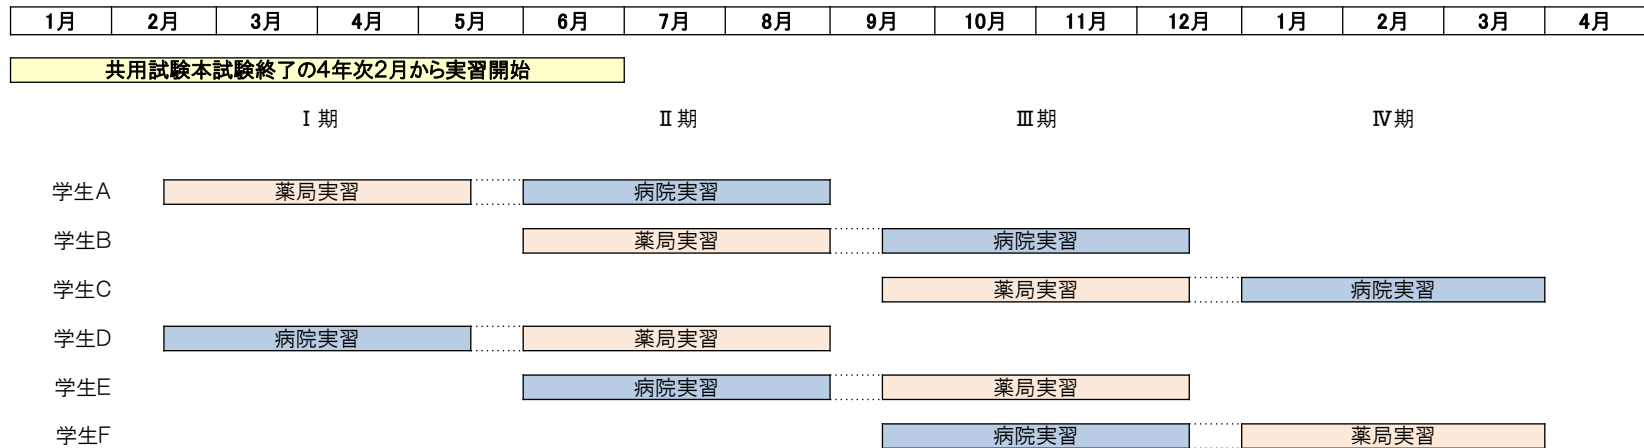 1月 2月 3月 4月 5月 6月 7月 8月 9月 10月 11月 12月 1月 2月 3月 4月
共用試験本試験終了の4年次2月から実習開始
Ⅰ期 Ⅱ期 Ⅲ期 Ⅳ期
学生A 薬局実習 病院実習
学生B 薬局実習 病院実習
学生C 薬局実習 病院実習
学生D 病院実習 薬局実習
学生E 病院実習 薬局実習
学生F 病院実習 薬局実習